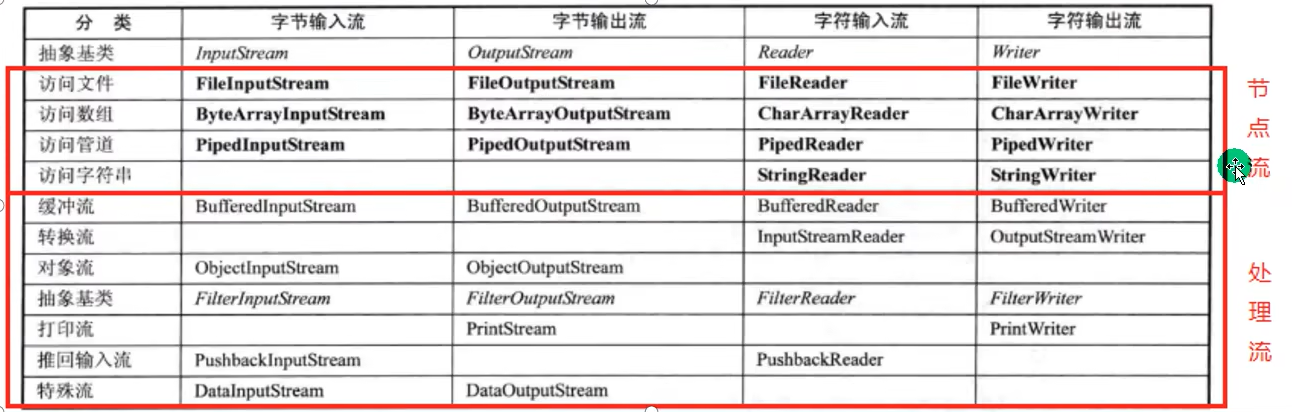 分 类 字节输入流 字节输出流 字符输入流 字符输出流
抽象基类 InputStream OutputStream Reader Writer
访问文件 FileInputStream FileOutputStream FileReader FileWriter
访问数组 ByteArrayInputStream ByteArrayOutputStream CharArrayReader CharArrayWriter
访问管道 PipedInputStream PipedOutputStream PipedReader PipedWriter
访问字符串 StringReader StringWriter
缓冲流 BufferedInputStream BufferedOutputStream BufferedReader BufferedWriter
转换流 InputStreamReader OutputStreamWriter
对象流 ObjectInputStream ObjectOutputStream
抽象基类 FilterInputStream FilterOutputStream FilterReader FilterWriter
打印流 PrintStream PrintWriter
推回输入流 PushbackInputStream PushbackReader
特殊流 DataInputStream DataOutputStream
节
点
流
处
理
流